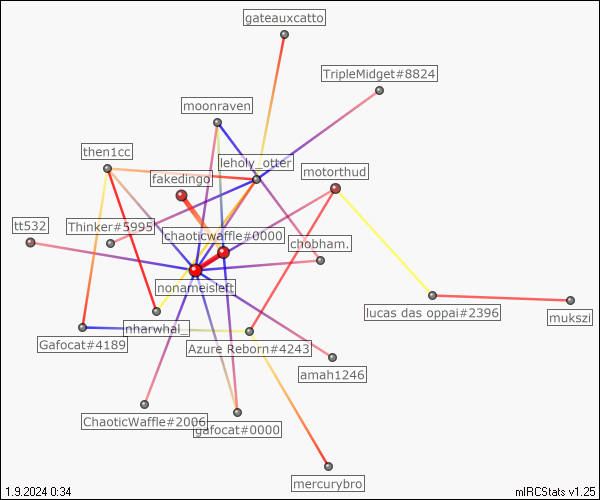 gateauxcatto
TripleMidget#8824
moonraven
then1cc
leholy_otter
motorthud
fakedingo
tt532
Thinker#5995
chaoticwaffle#0000
chobham.
nonameisleft
lucas das oppai#2396
mukszi
nharwhal_
Gafocat#4189
Azure Reborn#4243
amah1246
ChaoticWaffle#2006
gafocat#0000
mercurybro
1.9.2024 0:34
mIRCStats v1.25